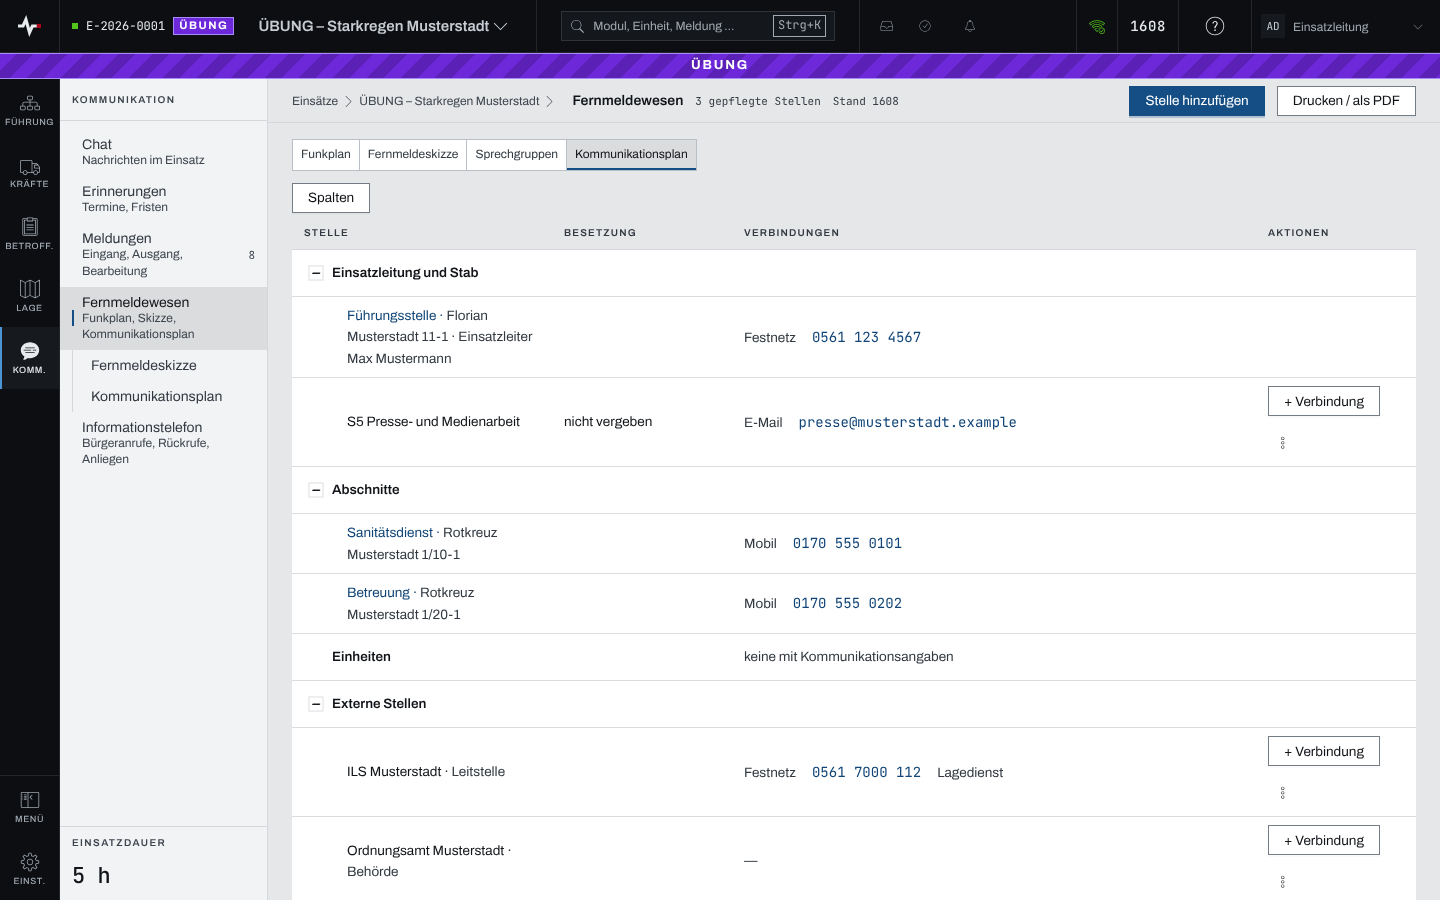 E-2026-0001 ÜBUNG ÜBUNG – Starkregen Musterstadt Modul, Einheit, Meldung ... Strg+K 1608 AD Einsatzleitung
ÜBUNG
FÜHRUNG
KRÄFTE
BETROFF.
LAGE
KOMM.
MENÜ
EINST.
KOMMUNIKATION
Chat
Nachrichten im Einsatz
Erinnerungen
Termine, Fristen
Meldungen
Eingang, Ausgang,
Bearbeitung
8
Fernmeldewesen
Funkplan, Skizze,
Kommunikationsplan
Fernmeldeskizze
Kommunikationsplan
Informationstelefon
Bürgeranrufe, Rückrufe,
Anliegen
EINSATZDAUER
5 h
Einsätze ÜBUNG – Starkregen Musterstadt Fernmeldewesen 3 gepflegte Stellen Stand 1608 Stelle hinzufügen Drucken / als PDF
Funkplan Fernmeldeskizze Sprechgruppen Kommunikationsplan
Spalten
STELLE BESETZUNG VERBINDUNGEN AKTIONEN
Einsatzleitung und Stab
Führungsstelle · Florian
Musterstadt 11-1 · Einsatzleiter
Max Mustermann
Festnetz 0561 123 4567
S5 Presse- und Medienarbeit nicht vergeben E-Mail presse@musterstadt.example + Verbindung
Abschnitte
Sanitätsdienst · Rotkreuz
Musterstadt 1/10-1
Mobil 0170 555 0101
Betreuung · Rotkreuz
Musterstadt 1/20-1
Mobil 0170 555 0202
Einheiten keine mit Kommunikationsangaben
Externe Stellen
ILS Musterstadt · Leitstelle Festnetz 0561 7000 112 Lagedienst + Verbindung
Ordnungsamt Musterstadt ·
Behörde
— + Verbindung